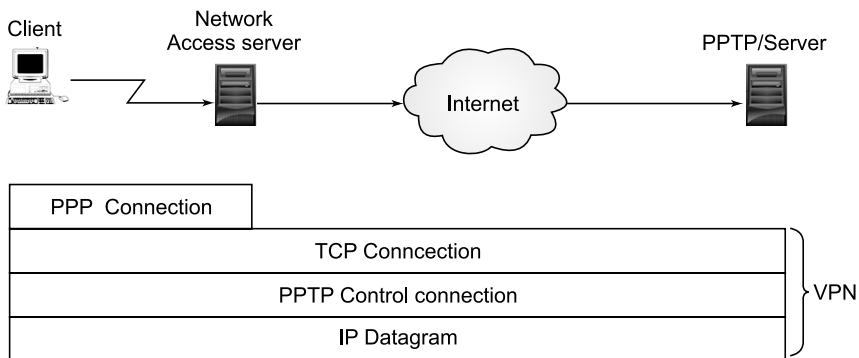 Client
Network
Access server
PPTP/Server
Internet
PPP Connection
TCP Conncection
PPTP Control connection
IP Datagram
VPN